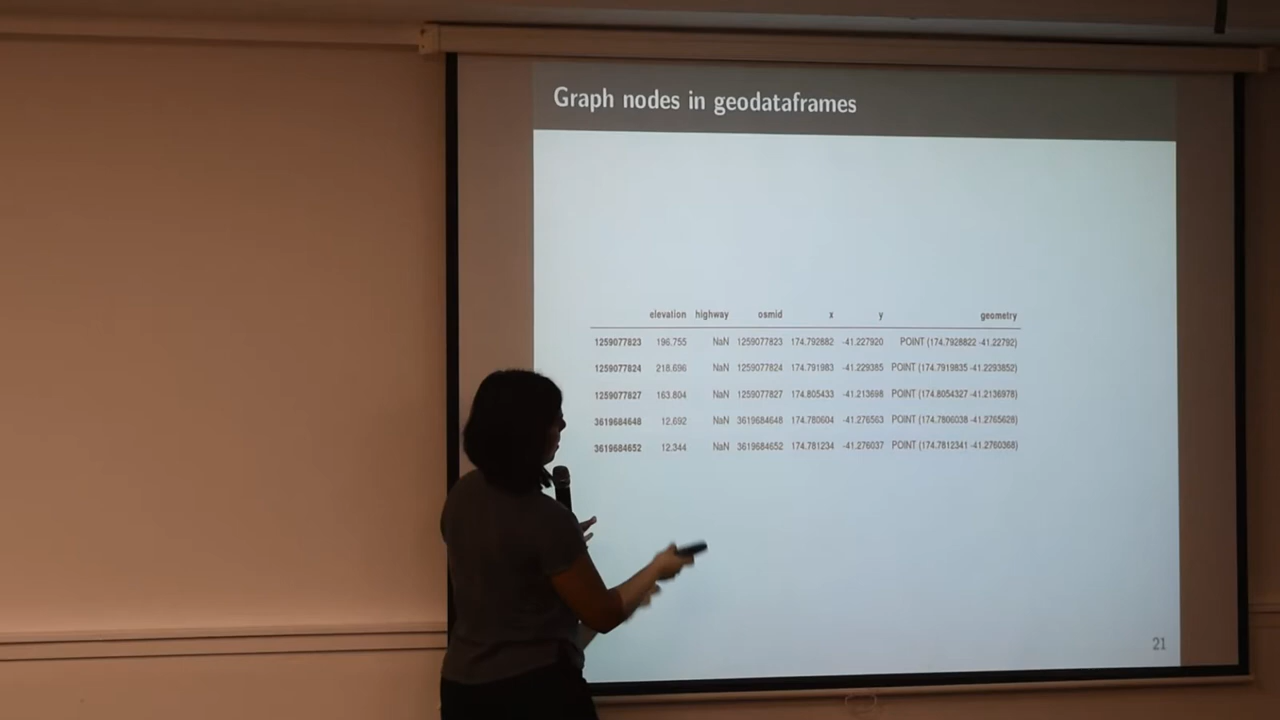 Graph nodes in geodataframes
elevation highway osmid x y geometry
1259077823 196.755 NaN 1259077823 174.792882 -41.227920 POINT (174.7928822 -41.22792)
1259077824 218.696 NaN 1259077824 174.791983 -41.229385 POINT (174.7919835 -41.2293852)
1259077827 163.804 NaN 1259077827 174.805433 -41.213698 POINT (174.8054327 -41.2136978)
3619684648 12.692 NaN 3619684648 174.780604 -41.276563 POINT (174.7806038 -41.2765628)
3619684652 12.344 NaN 3619684652 174.781234 -41.276037 POINT (174.7812341 -41.2760368)
21